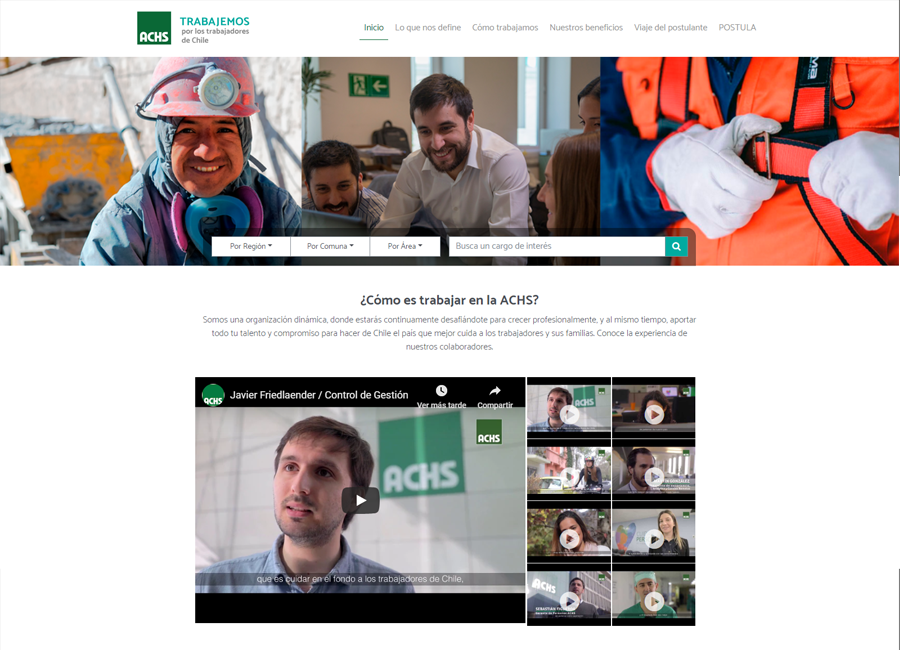 ACHS
TRABAJEMOS
por los trabajadores
de Chile
Inicio
Lo que nos define
Cómo trabajamos
Nuestros beneficios
Viaje del postulante
POSTULA
Por Región
Por Comuna
Por Área
Busca un cargo de interés
¿Cómo es trabajar en la ACHS?
Somos una organización dinámica, donde estarás continuamente desafiándote para crecer profesionalmente, y al mismo tiempo, aportar
todo tu talento y compromiso para hacer de Chile el país que mejor cuida a los trabajadores y sus familias. Conoce la experiencia de
nuestros colaboradores.
ACHS
Javier Friedlaender / Control de Gestión
Ver más tarde
Compartir
ACHS
ACHS
que es cuidar en el fondo a los trabajadores de Chile,
ACHS
ACHS